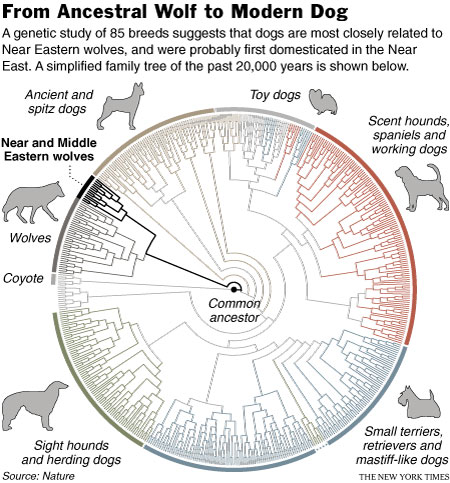 From Ancestral Wolf to Modern Dog
A genetic study of 85 breeds suggests that dogs are most closely related to
Near Eastern wolves, and were probably first domesticated in the Near
East. A simplified family tree of the past 20,000 years is shown below.
Ancient and
spitz dogs
Toy dogs
Scent hounds,
spaniels and
working dogs
Near and Middle
Eastern wolves
Wolves
Coyote
Common
ancestor
Sight hounds
and herding dogs
Small terriers,
retrievers and
mastiff-like dogs
Source: Nature
THE NEW YORK TIMES